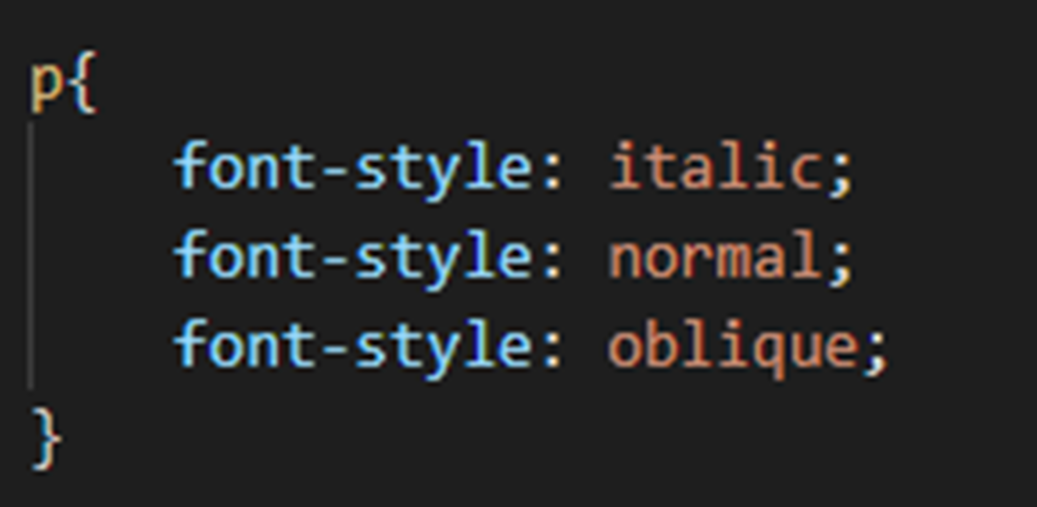 p{
font-style: italic;
font-style: normal;
font-style: oblique;
}